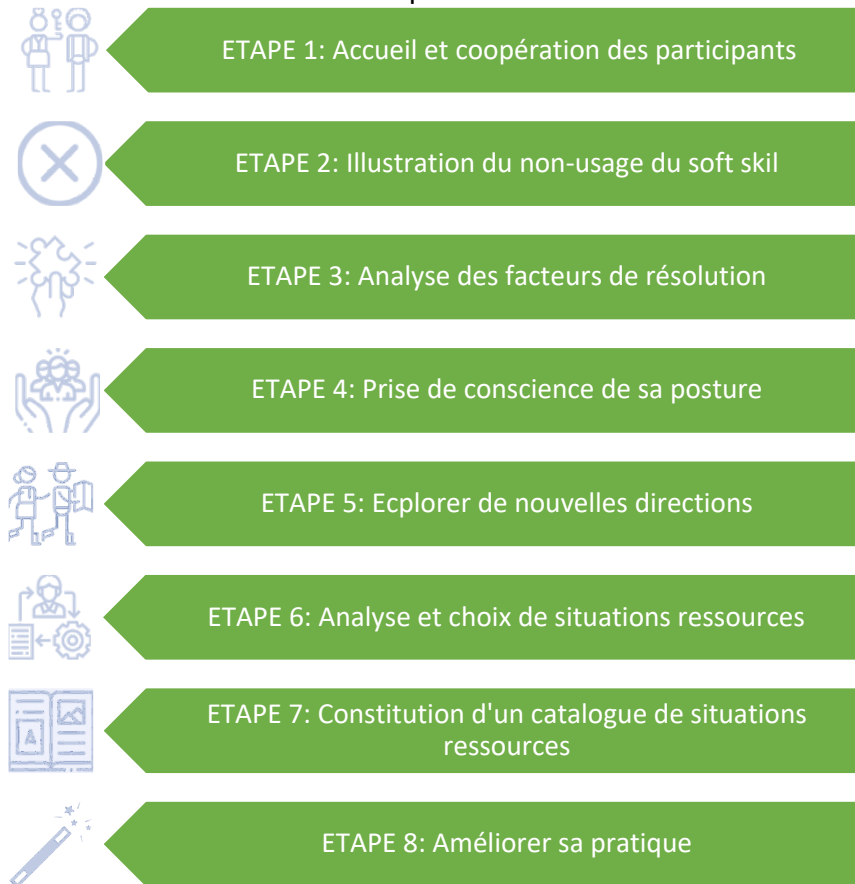 ETAPE 1: Accueil et coopération des participants
ETAPE 2: Illustration du non-usage du soft skil
ETAPE 3: Analyse des facteurs de résolution
ETAPE 4: Prise de conscience de sa posture
ETAPE 5: Ecplorer de nouvelles directions
ETAPE 6: Analyse et choix de situations ressources
ETAPE 7: Constitution d'un catalogue de situations
ressources
A
ETAPE 8: Améliorer sa pratique